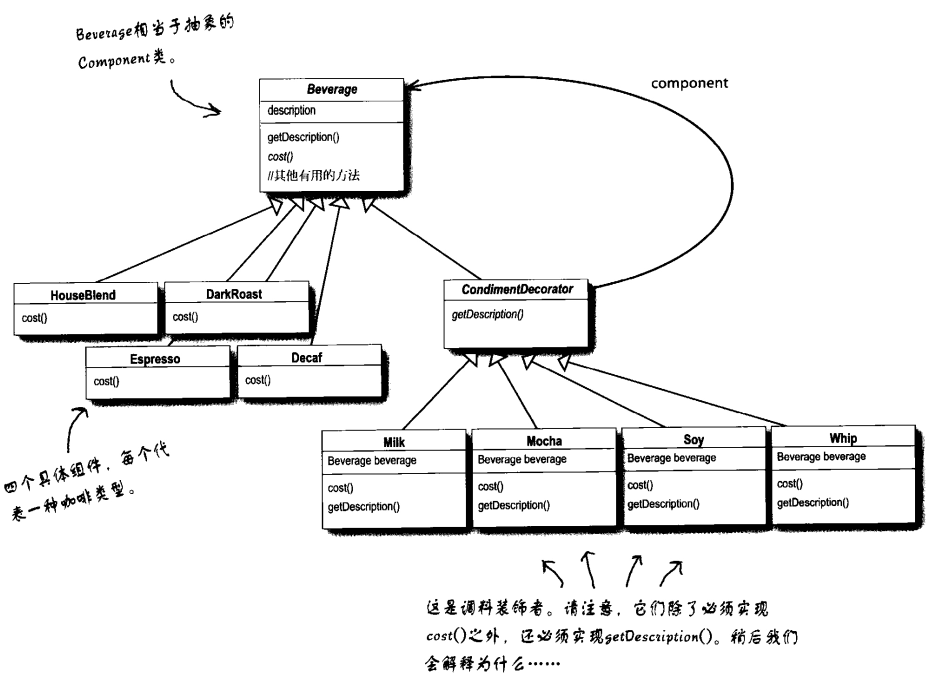 Beverage相当于抽象的
Component类。
component
Beverage
description
getDescription()
cost()
//其他有用的方法
HouseBlend
cost()
DarkRoast
cost()
CondimentDecorator
getDescription()
Espresso
cost()
Decaf
cost()
四个具体组件，每个代
表一种咖啡类型。
Milk
Beverage beverage
cost()
getDescription()
Mocha
Beverage beverage
cost()
getDescription()
Soy
Beverage beverage
cost()
getDescription()
Whip
Beverage beverage
cost()
getDescription()
这是调料装饰者。请注意，它们除了必须实现
cost()之外，还必须实现getDescription()。稍后我们
会解释为什么……